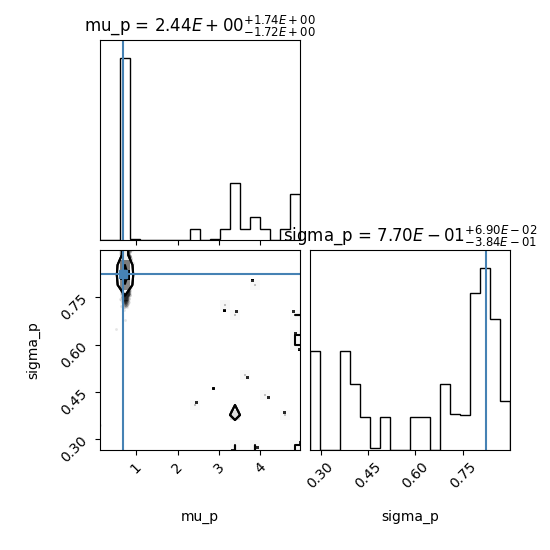 mu_p = 2.44E + 00 +1.74E+00 −1.72E+00
sigma_p = 7.70E − 01 +6.90E−02 −3.84E−01
sigma_p
0.75
0.60
0.45
0.30
1
2
3
4
mu_p
0.30
0.45
0.60
0.75
sigma_p